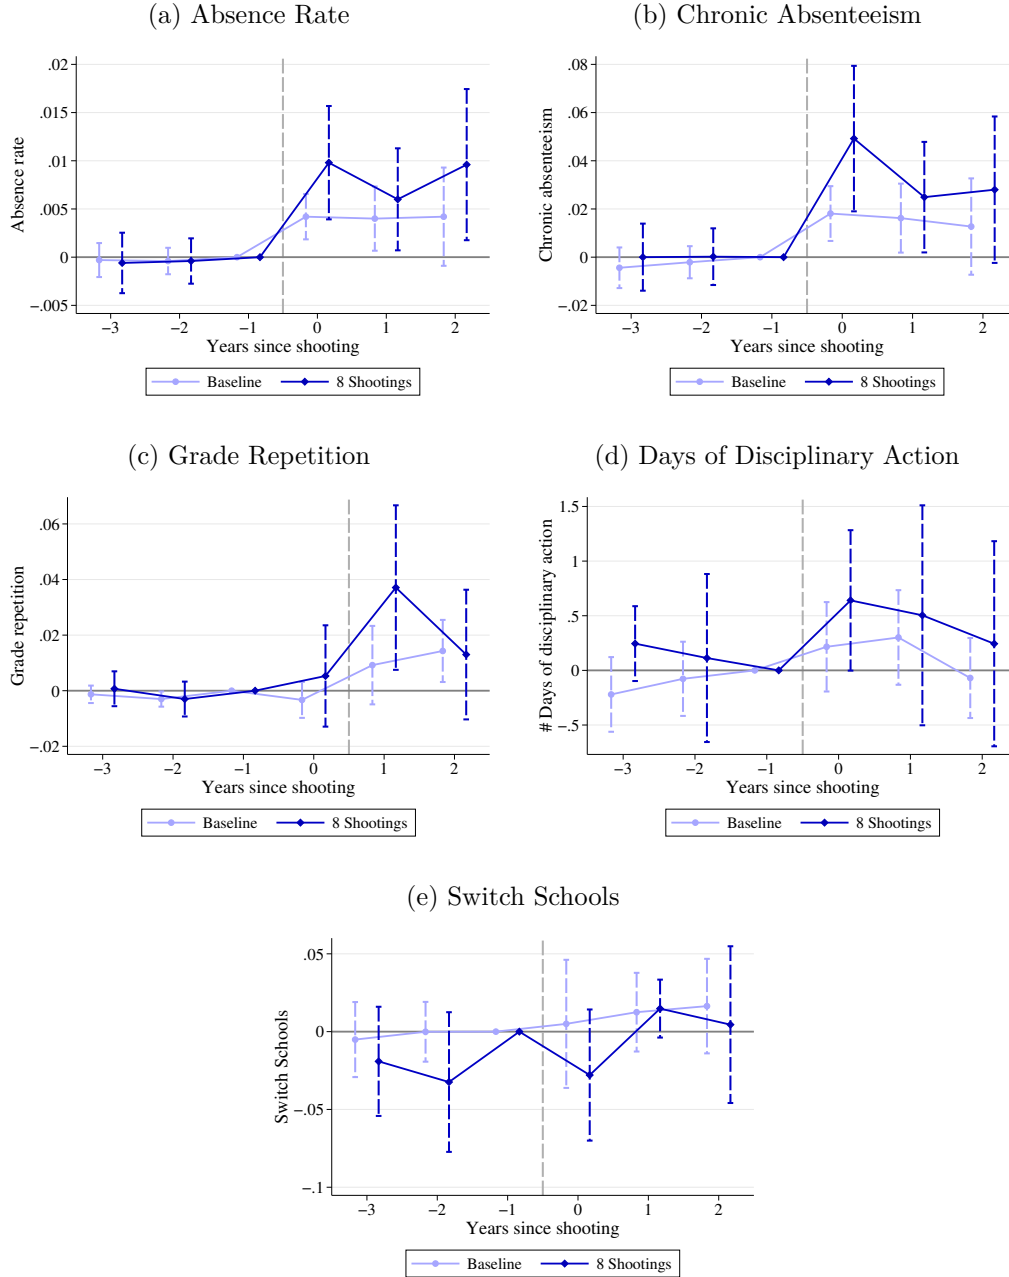 (a) Absence Rate
.02
.015
.01
.005
0
−.005
Absence rate
−3 −2 −1 0 1 2
Years since shooting
Baseline 8 Shootings
(b) Chronic Absenteeism
.08
.06
.04
.02
0
−.02
Chronic absenteeism
−3 −2 −1 0 1 2
Years since shooting
Baseline 8 Shootings
(c) Grade Repetition
.06
.04
.02
0
−.02
Grade repetition
−3 −2 −1 0 1 2
Years since shooting
Baseline 8 Shootings
(d) Days of Disciplinary Action
1.5
1
.5
0
−.5
# Days of disciplinary action
−3 −2 −1 0 1 2
Years since shooting
Baseline 8 Shootings
(e) Switch Schools
.05
0
−.05
−.1
Switch Schools
−3 −2 −1 0 1 2
Years since shooting
Baseline 8 Shootings